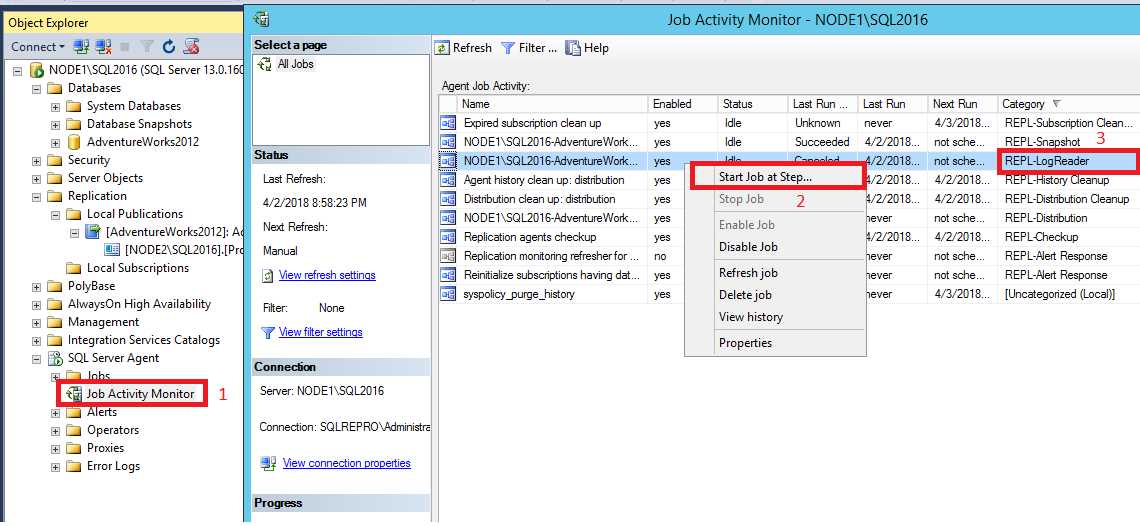 Object Explorer
Connect
NODE1\SQL2016 (SQL Server 13.0.160
Databases
System Databases
Database Snapshots
AdventureWorks2012
Security
Server Objects
Replication
Local Publications
[AdventureWorks2012]: Ad
[NODE2\SQL2016].[Pro
Local Subscriptions
PolyBase
AlwaysOn High Availability
Management
Integration Services Catalogs
SQL Server Agent
Jobs
Job Activity Monitor
1
Alerts
Operators
Proxies
Error Logs
Job Activity Monitor - NODE1\SQL2016
Select a page
All Jobs
Status
Last Refresh:
4/2/2018 8:58:23 PM
Next Refresh:
Manual
View refresh settings
Filter: None
View filter settings
Connection
Server: NODE1\SQL2016
Connection: SQLREPRO\Administra
View connection properties
Progress
Refresh Filter ... Help
Agent Job Activity:
Name Enabled Status Last Run ... Last Run Next Run Category
Expired subscription clean up yes Idle Unknown never 4/3/2018... REPL-Subscription Clean...
NODE1\SQL2016-AdventureWork... yes Idle Succeeded 4/2/2018... not sche... REPL-Snapshot
3
NODE1\SQL2016-AdventureWork... yes Idle Canceled 4/2/2018... not sche... REPL-LogReader
Agent history clean up: distribution yes 4/2/2018... 4/2/2018... REPL-History Cleanup
Distribution clean up: distribution yes 4/2/2018... 4/2/2018... REPL-Distribution Cleanup
NODE1\SQL2016-AdventureWork... yes never not sche... REPL-Distribution
Replication agents checkup yes 4/2/2018... 4/2/2018... REPL-Checkup
Replication monitoring refresher for ... no never not sche... REPL-Alert Response
Reinitialize subscriptions having dat... yes never not sche... REPL-Alert Response
syspolicy_purge_history yes never 4/3/2018... [Uncategorized (Local)]
Start Job at Step...
Stop Job
2
Enable Job
Disable Job
Refresh job
Delete job
View history
Properties